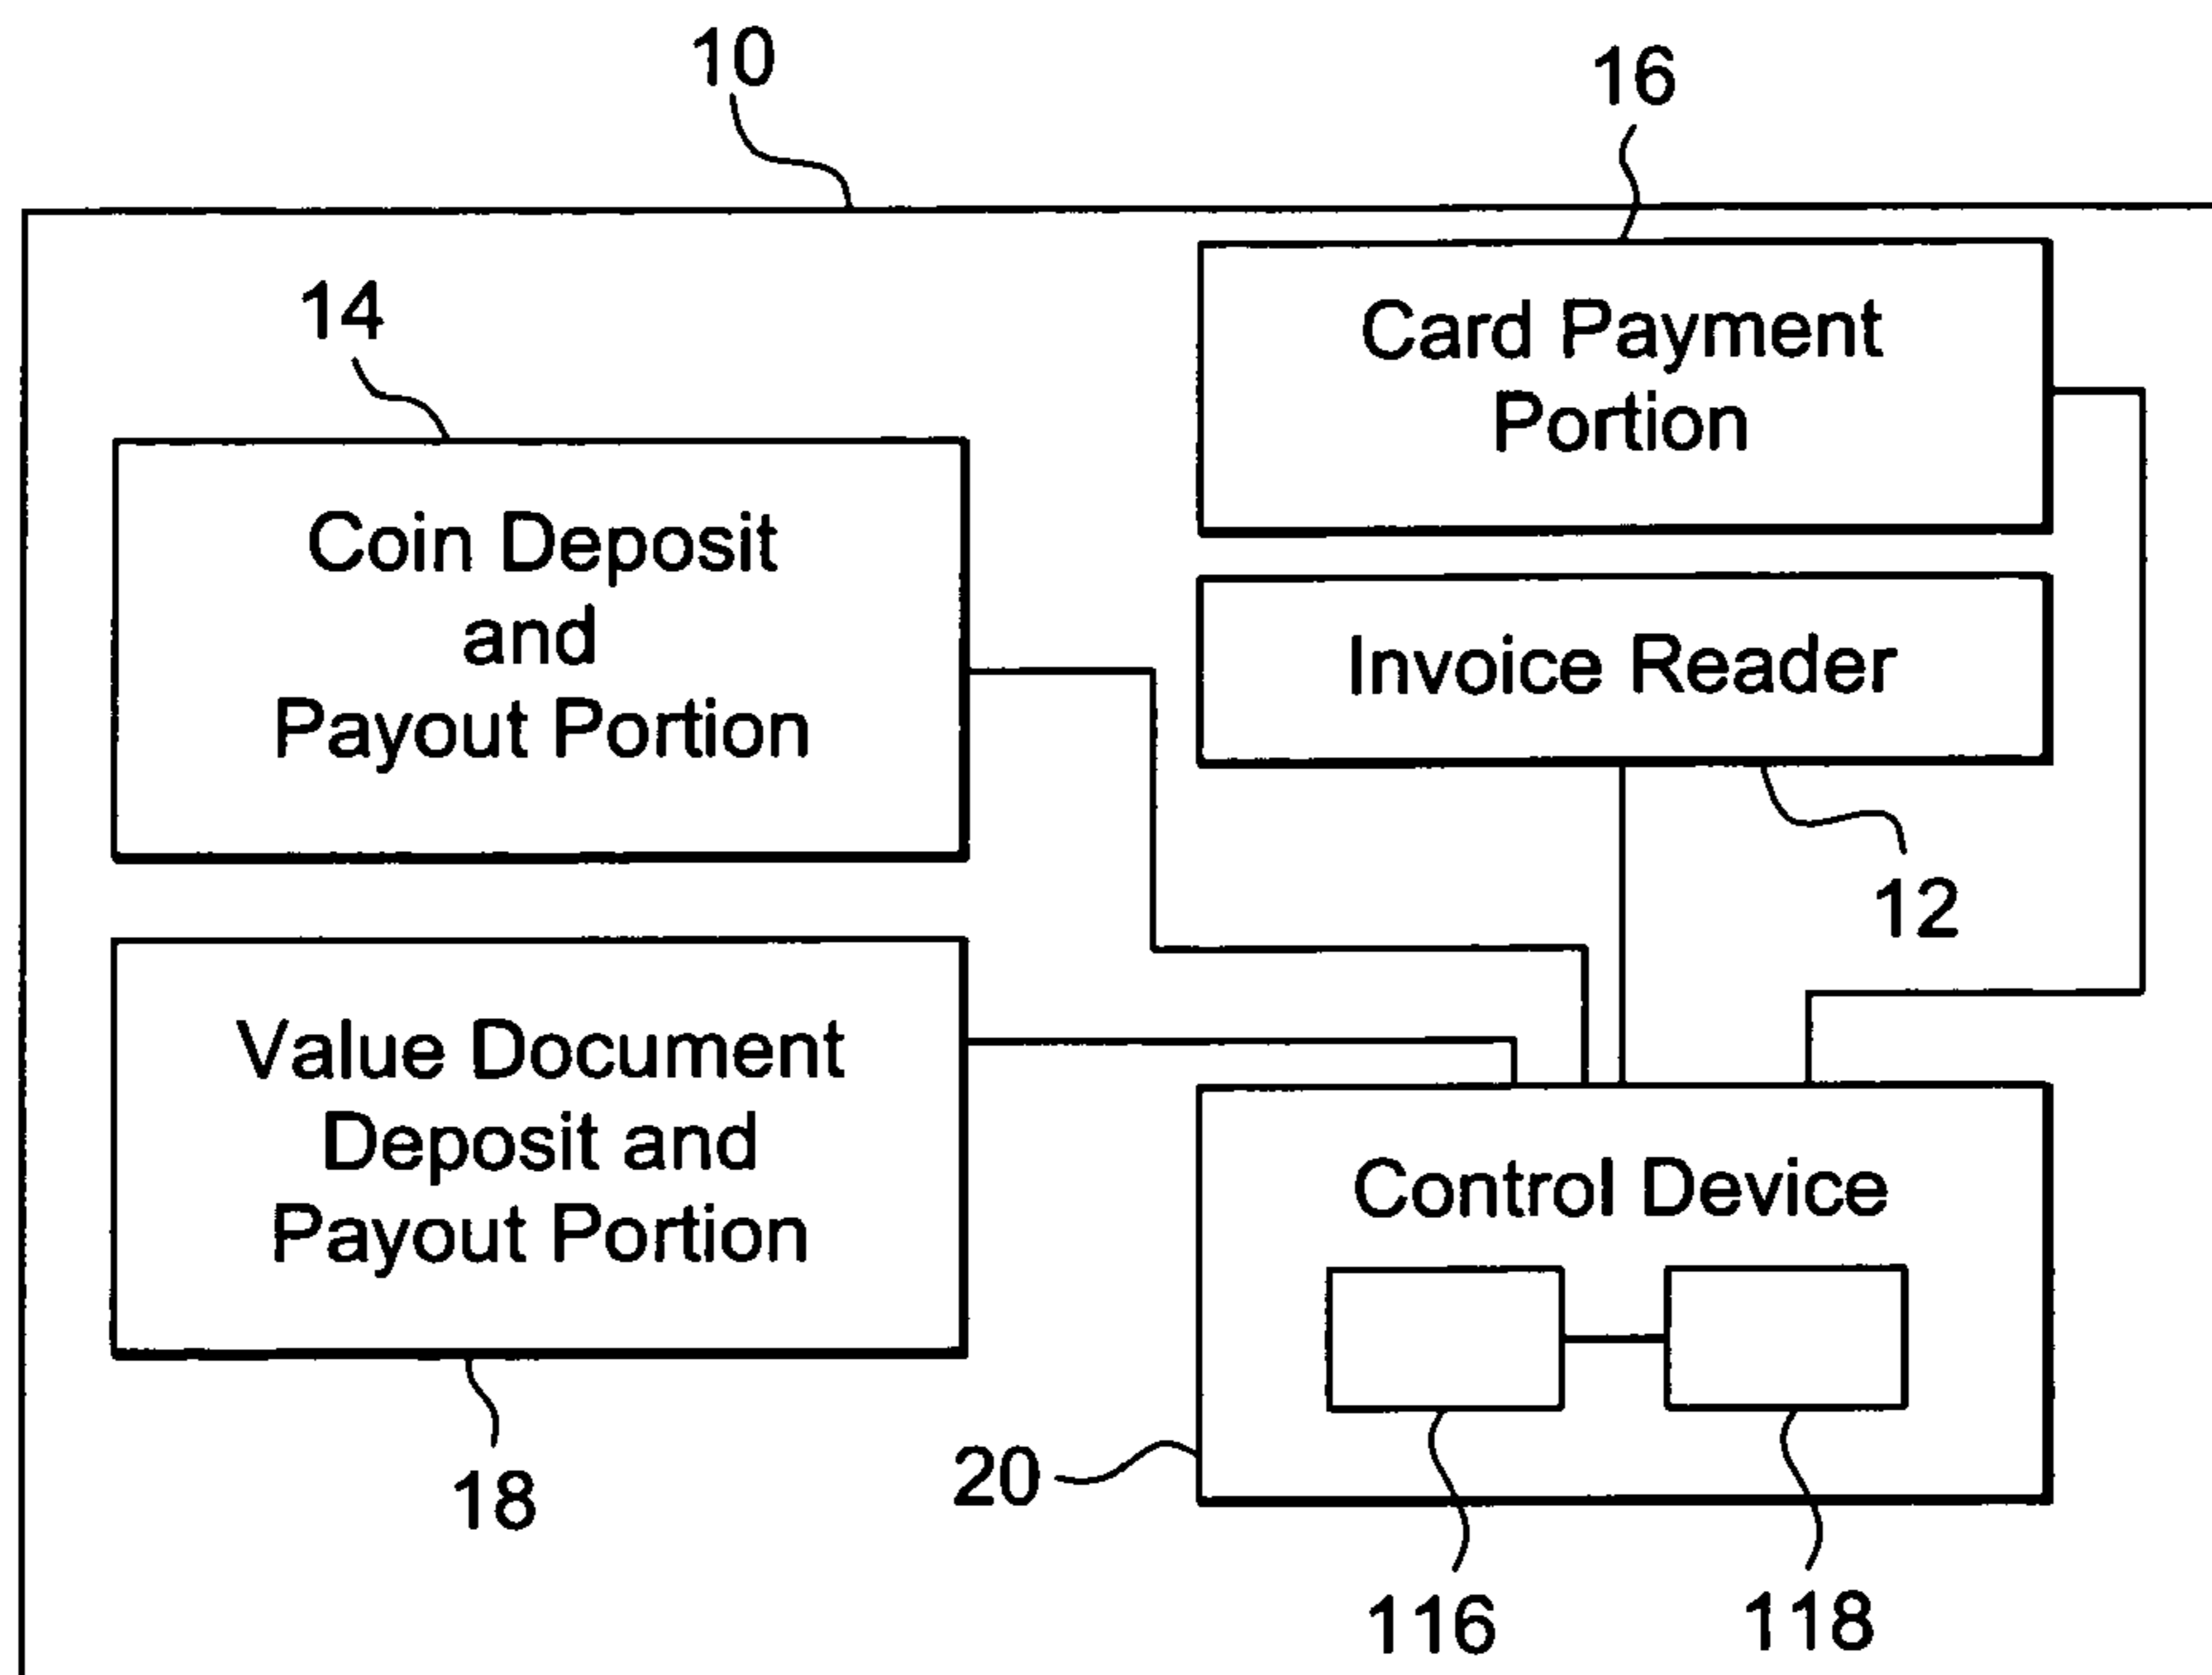 10
16
14
Card Payment
Portion
Coin Deposit
and
Payout Portion
Invoice Reader
12
Value Document
Deposit and
Payout Portion
Control Device
18
20
116
118